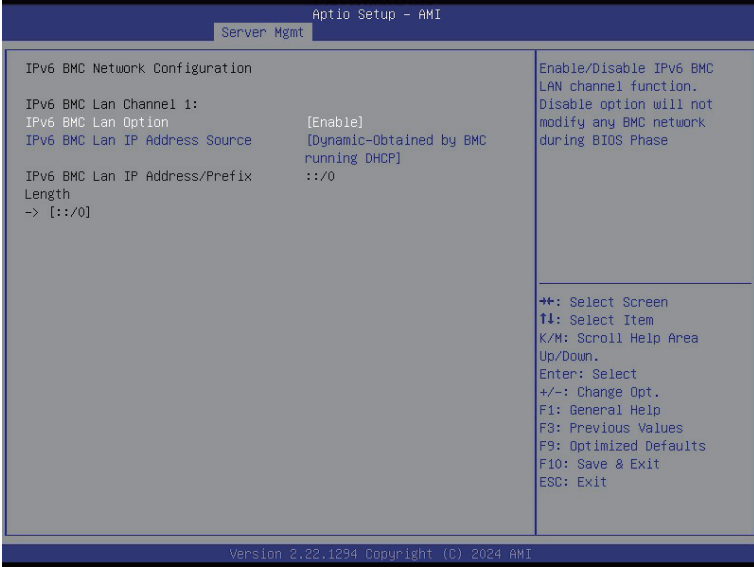 Aptio Setup - AMI
Server Mgmt
IPv6 BMC Network Configuration
IPv6 BMC Lan Channel 1:
IPv6 BMC Lan Option [Enable]
IPv6 BMC Lan IP Address Source [Dynamic-Obtained by BMC
running DHCP]
IPv6 BMC Lan IP Address/Prefix ::/0
Length
-> [::/0]
Enable/Disable IPv6 BMC
LAN channel function.
Disable option will not
modify any BMC network
during BIOS Phase
→←: Select Screen
↑↓: Select Item
K/M: Scroll Help Area
Up/Down.
Enter: Select
+/-: Change Opt.
F1: General Help
F3: Previous Values
F9: Optimized Defaults
F10: Save & Exit
ESC: Exit
Version 2.22.1294 Copyright (C) 2024 AMI